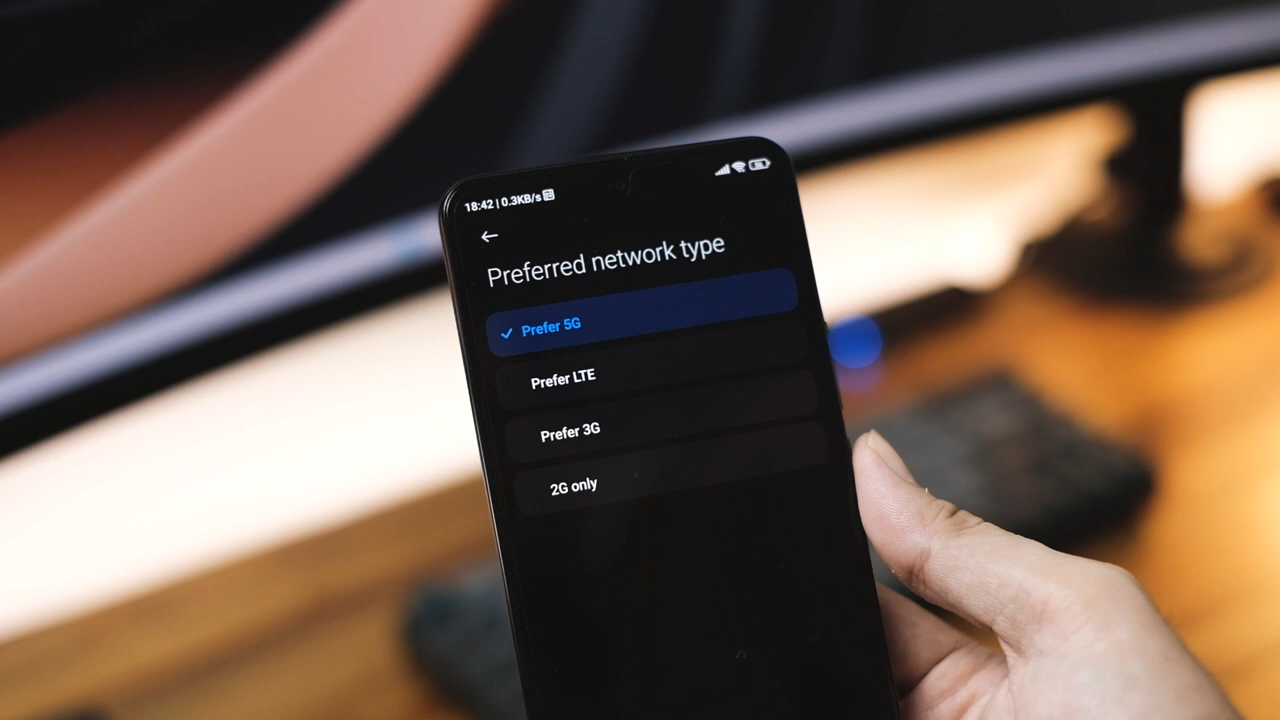 18:42 | 0.3KB/s
Preferred network type
Prefer 5G
Prefer LTE
Prefer 3G
2G only